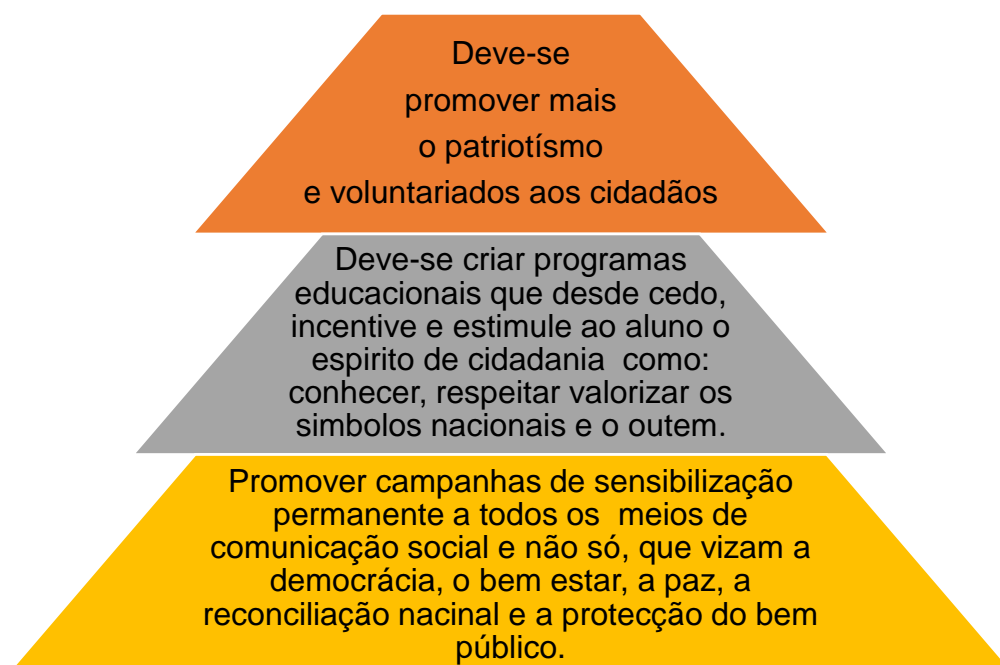 Deve-se
promover mais
o patriotísmo
e voluntariados aos cidadãos
Deve-se criar programas
educacionais que desde cedo,
incentive e estimule ao aluno o
espirito de cidadania  como:
conhecer, respeitar valorizar os
simbolos nacionais e o outem.
Promover campanhas de sensibilização
permanente a todos os  meios de
comunicação social e não só, que vizam a
democrácia, o bem estar, a paz, a
reconciliação nacinal e a protecção do bem
público.